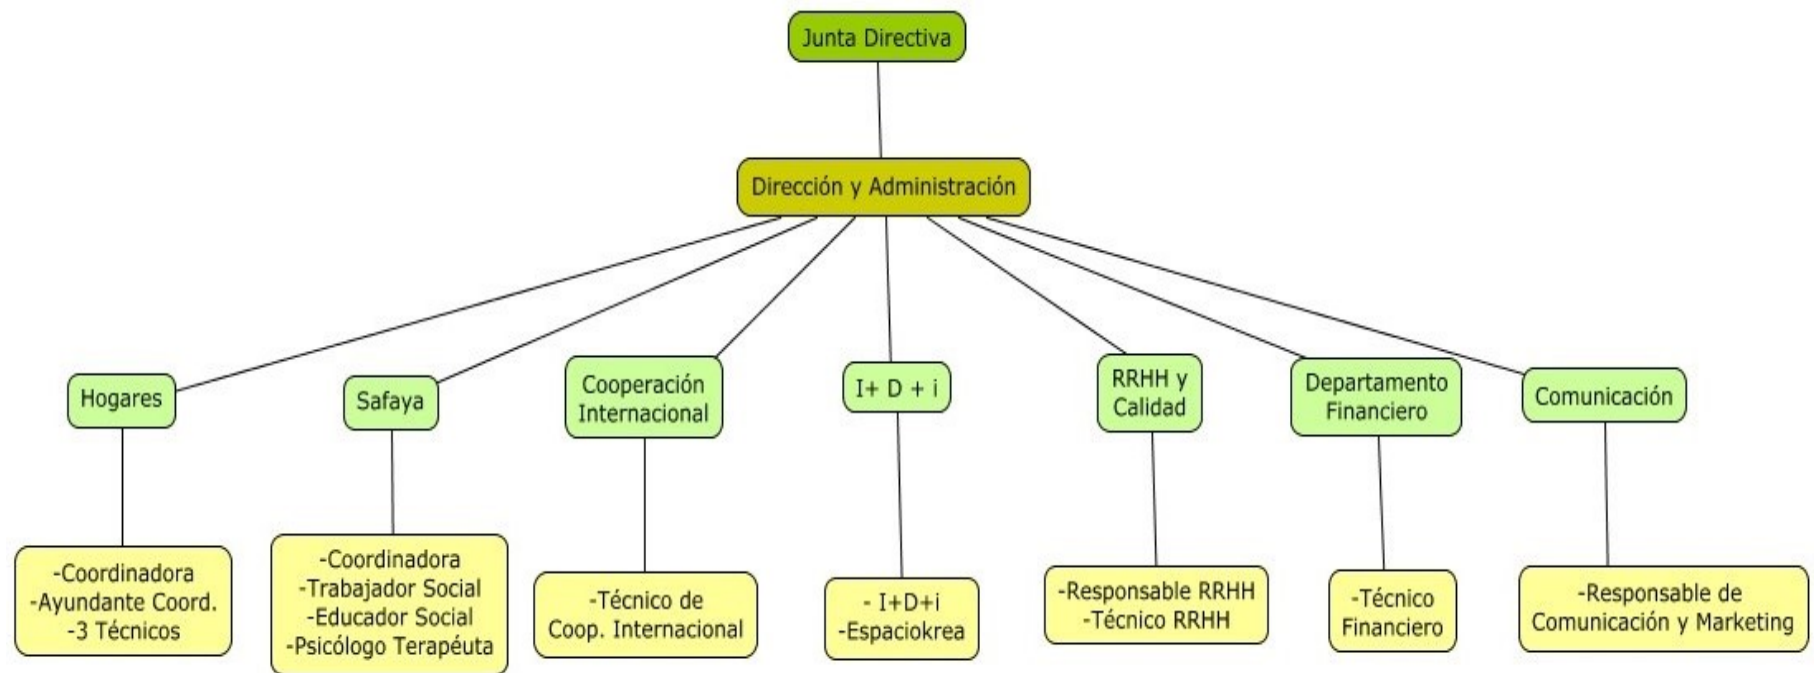 Junta Directiva
Dirección y Administración
Hogares
Safaya
Cooperación
Internacional
I+ D + i
RRHH y
Calidad
Departamento
Financiero
Comunicación
-Coordinadora
-Ayundante Coord.
-3 Técnicos
-Coordinadora
-Trabajador Social
-Educador Social
-Psicólogo Terapéuta
-Técnico de
Coop. Internacional
- I+D+i
-Espaciokrea
-Responsable RRHH
-Técnico RRHH
-Técnico
Financiero
-Responsable de
Comunicación y Marketing